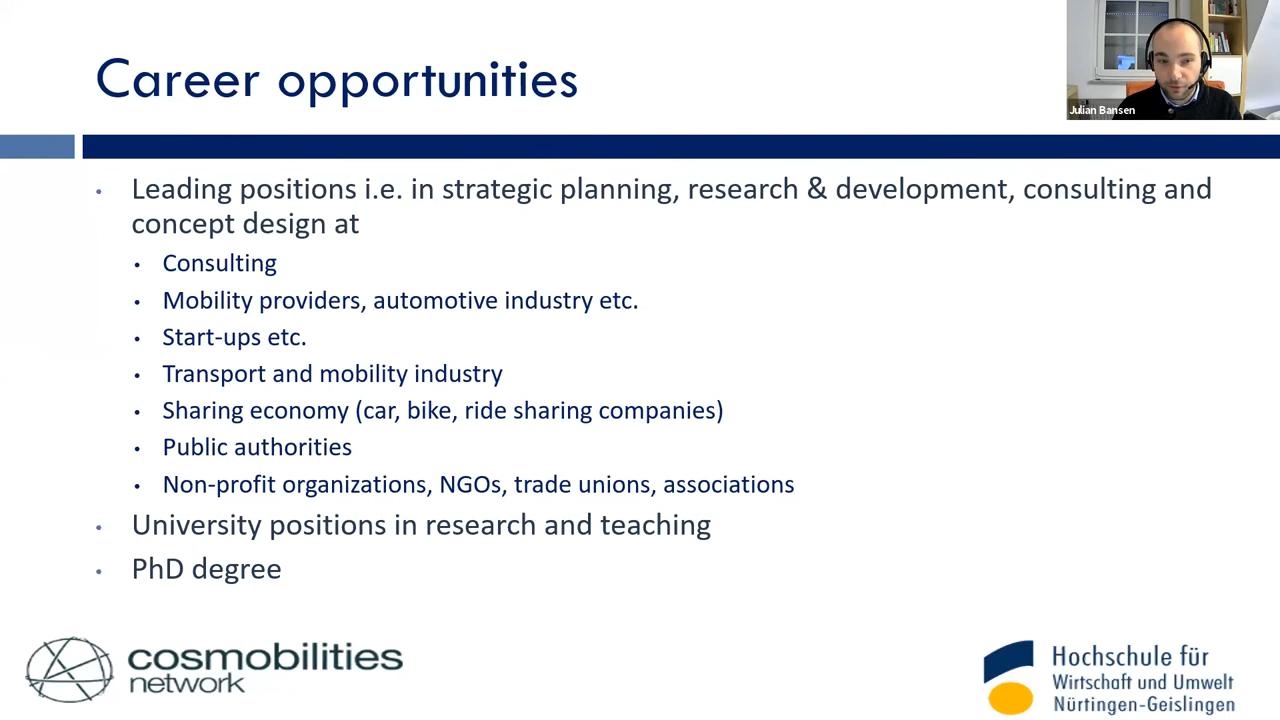 Career opportunities
Julian Bansen
• Leading positions i.e. in strategic planning, research & development, consulting and
concept design at
• Consulting
• Mobility providers, automotive industry etc.
• Start-ups etc.
• Transport and mobility industry
• Sharing economy (car, bike, ride sharing companies)
• Public authorities
• Non-profit organizations, NGOs, trade unions, associations
• University positions in research and teaching
• PhD degree
cosmobilities
network
Hochschule für
Wirtschaft und Umwelt
Nürtingen-Geislingen